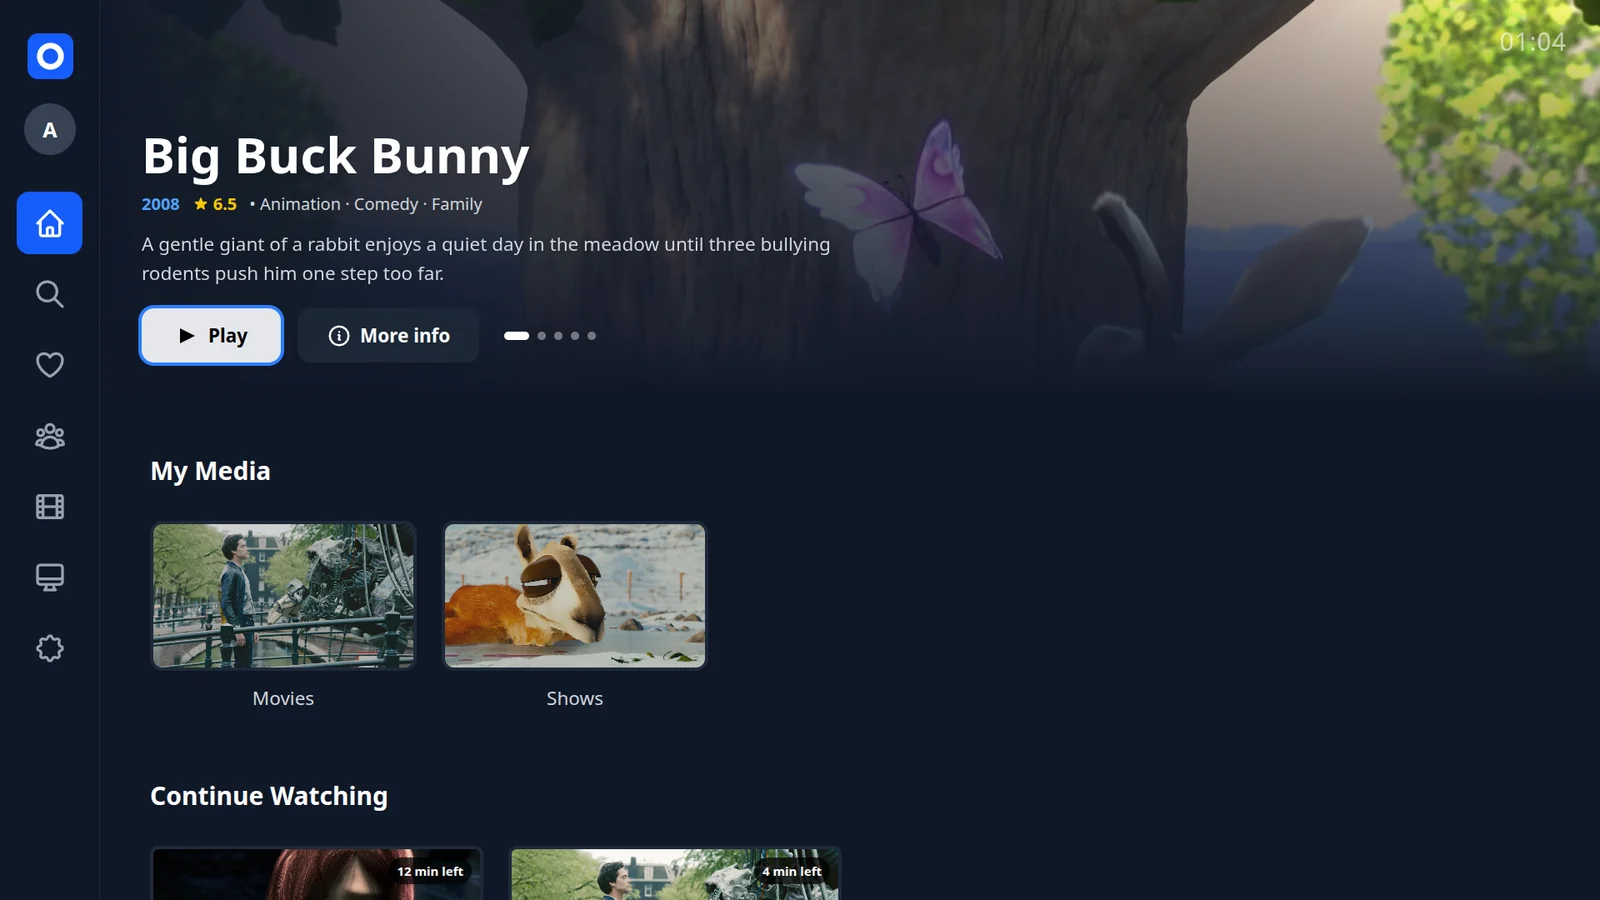 01:04
A
Big Buck Bunny
2008 ★ 6.5 • Animation · Comedy · Family
A gentle giant of a rabbit enjoys a quiet day in the meadow until three bullying
rodents push him one step too far.
Play
More info
My Media
Movies
Shows
Continue Watching
12 min left
4 min left